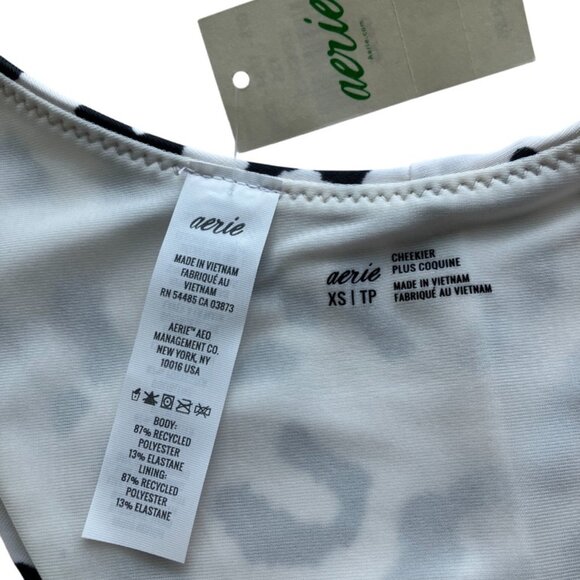 aerie
Aerie.com
aerie
MADE IN VIETNAM
FABRIQUÉ AU
VIETNAM
RN 54485 CA 03873
AERIE™ AEO
MANAGEMENT CO.
NEW YORK, NY
10016 USA
BODY:
87% RECYCLED
POLYESTER
13% ELASTANE
LINING:
87% RECYCLED
POLYESTER
13% ELASTANE
aerie
XS | TP
CHEEKIER
PLUS COQUINE
MADE IN VIETNAM
FABRIQUÉ AU VIETNAM